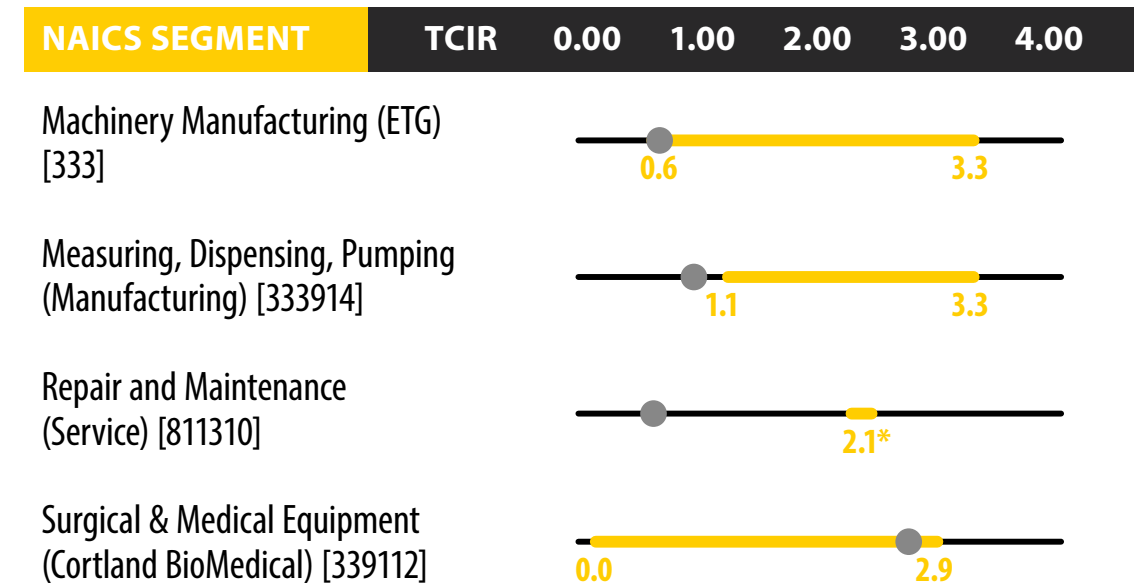 NAICS SEGMENT TCIR 0.00 1.00 2.00 3.00 4.00
Machinery Manufacturing (ETG)
[333]
0.6 3.3
Measuring, Dispensing, Pumping
(Manufacturing) [333914]
1.1 3.3
Repair and Maintenance
(Service) [811310]
2.1*
Surgical & Medical Equipment
(Cortland BioMedical) [339112]
0.0 2.9